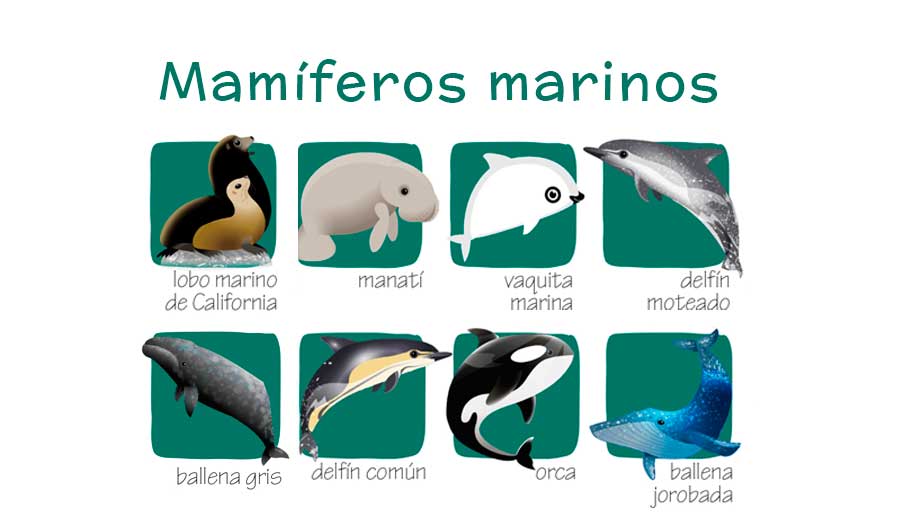 Mamíferos marinos
lobo marino
de California
manatí
vaquita
marina
delfín
moteado
ballena gris
delfín común
orca
ballena
jorobada